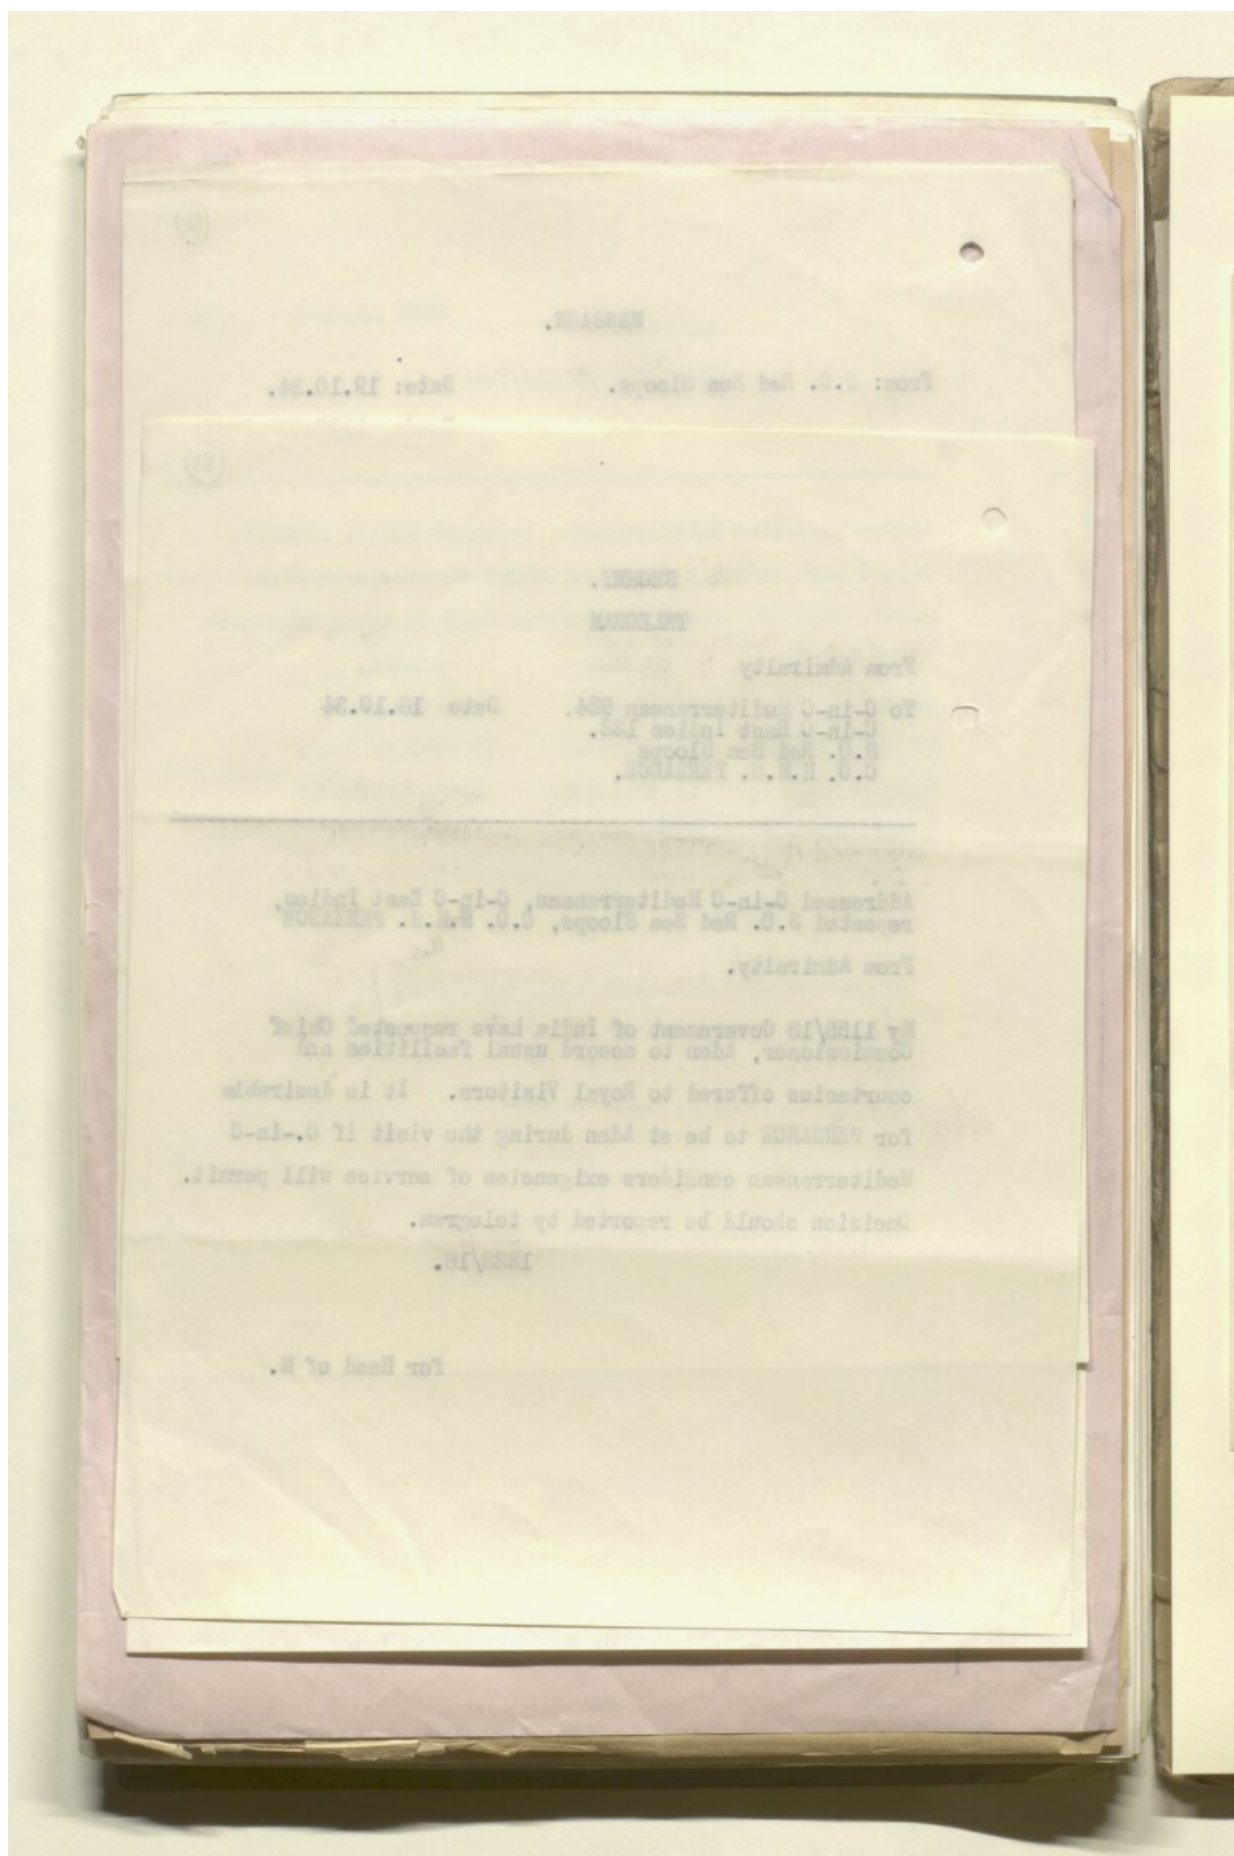 MESSAGE.
From: S.O. Red Sea Sloops. Date: 19.10.34.
SECRET.
TELEGRAM
From Admiralty
To C-in-C Mediterranean 924. Date 18.10.34
C-in-C East Indies 132.
S.O. Red Sea Sloops
C.O. H.M.S. PENZANCE.
Addressed C-in-C Mediterranean, C-in-C East Indies,
repeated S.O. Red Sea Sloops, C.O. H.M.S. PENZANCE
From Admiralty.
My 1155/18 Government of India have requested Chief
Commissioner, Aden to accord usual facilities and
courtesies offered to Royal Visitors. It is desirable
for PENZANCE to be at Aden during the visit if C.-in-C
Mediterranean considers exigencies of service will permit.
Decision should be reported by telegram.
for Head of M.